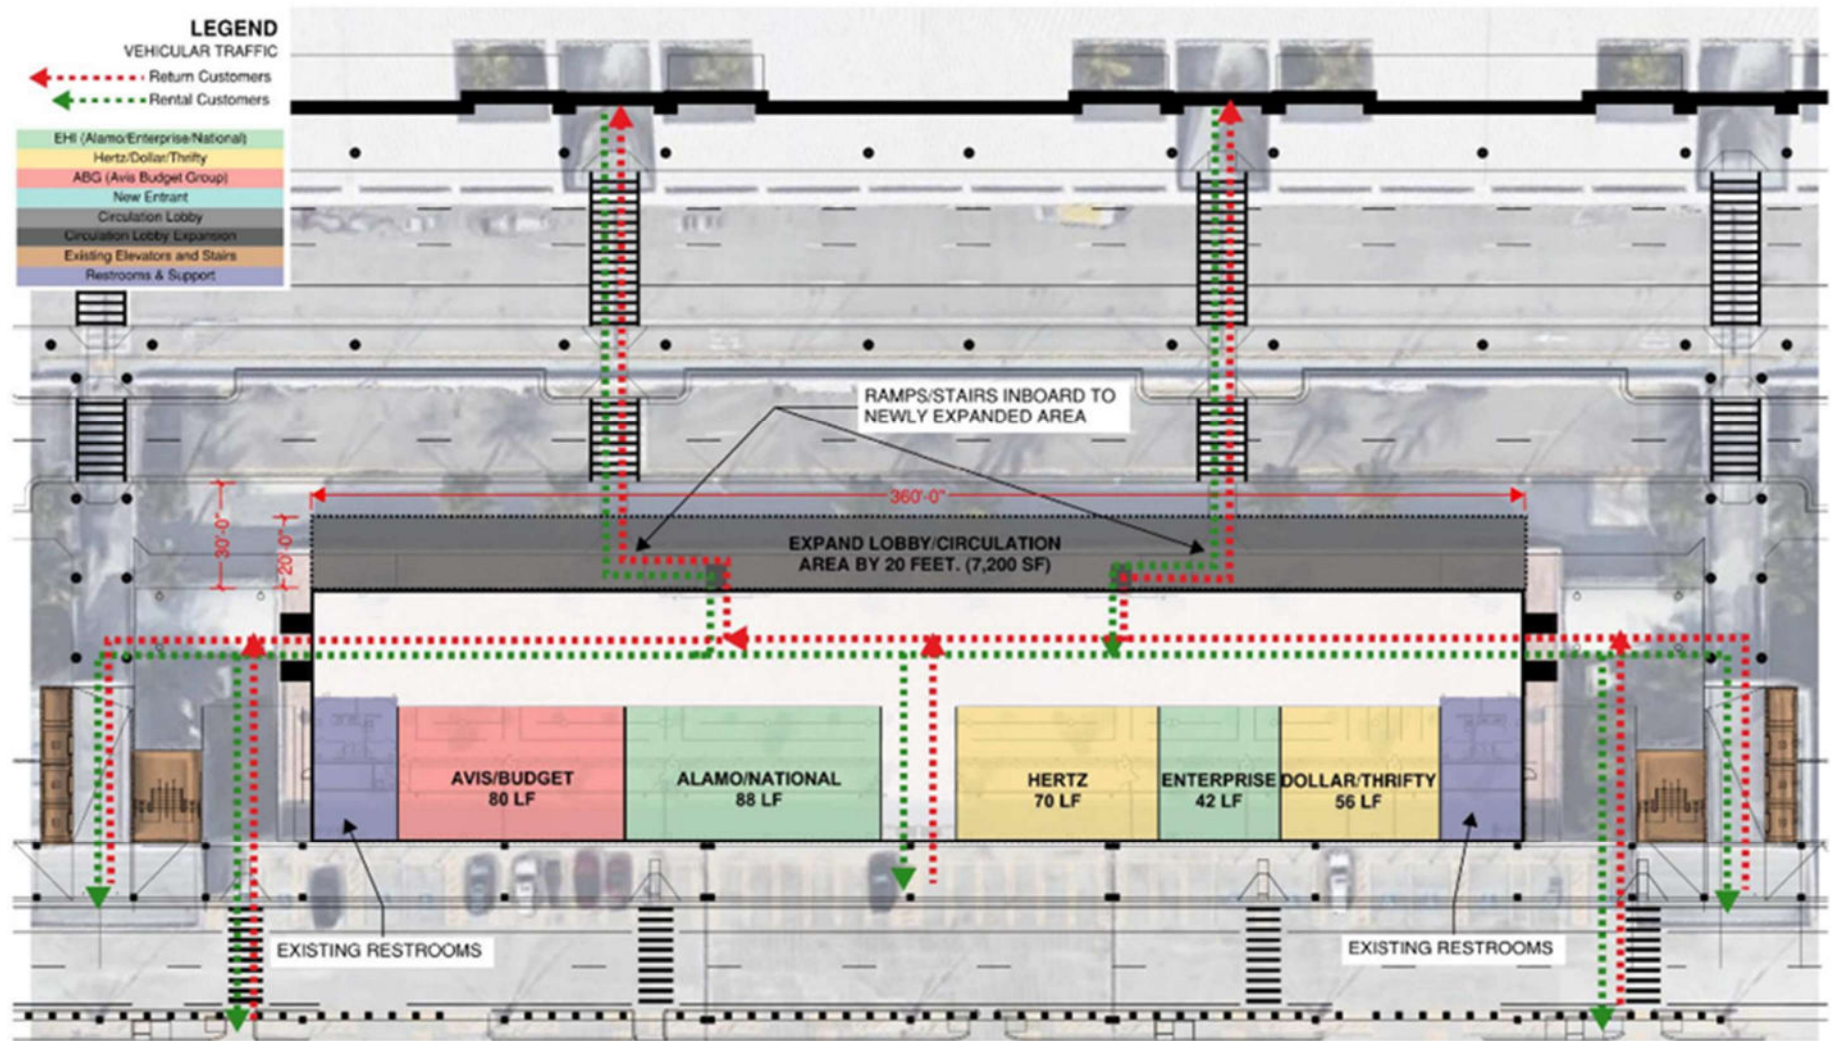 LEGEND
VEHICULAR TRAFFIC
Return Customers
Rental Customers
EHI (Alamo/Enterprise/National)
Hertz/Dollar/Thrifty
ABG (Avis Budget Group)
New Entrant
Circulation Lobby
Circulation Lobby Expansion
Existing Elevators and Stairs
Restrooms & Support
RAMPS/STAIRS INBOARD TO
NEWLY EXPANDED AREA
360'-0"
30'-0"
20'-0"
EXPAND LOBBY/CIRCULATION
AREA BY 20 FEET. (7,200 SF)
AVIS/BUDGET
80 LF
ALAMO/NATIONAL
88 LF
HERTZ
70 LF
ENTERPRISE
42 LF
DOLLAR/THRIFTY
56 LF
EXISTING RESTROOMS
EXISTING RESTROOMS